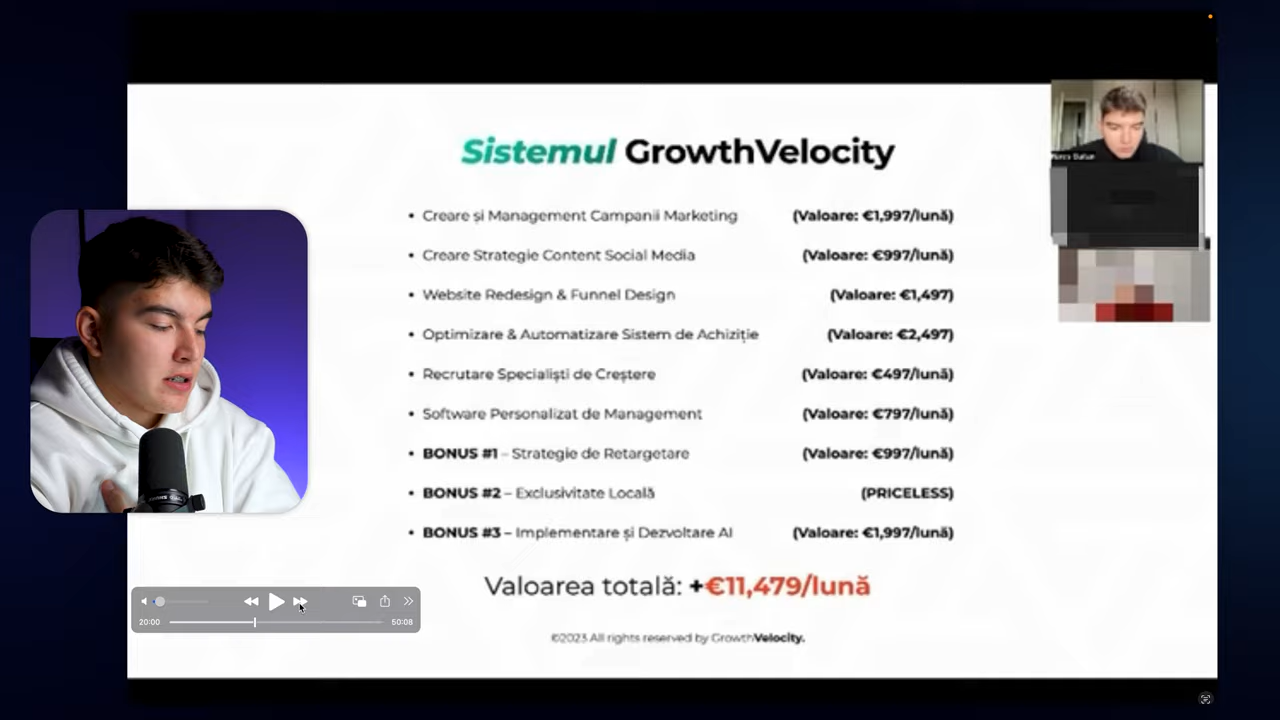 Sistemul GrowthVelocity
• Creare și Management Campanii Marketing (Valoare: €1,997/lună)
• Creare Strategie Content Social Media (Valoare: €997/lună)
• Website Redesign & Funnel Design (Valoare: €1,497)
• Optimizare & Automatizare Sistem de Achiziție (Valoare: €2,497)
• Recrutare Specialiști de Creștere (Valoare: €497/lună)
• Software Personalizat de Management (Valoare: €797/lună)
• BONUS #1 – Strategie de Retargetare (Valoare: €997/lună)
• BONUS #2 – Exclusivitate Locală (PRICELESS)
• BONUS #3 – Implementare și Dezvoltare AI (Valoare: €1,997/lună)
Valoarea totală: +€11,479/lună
©2023 All rights reserved by GrowthVelocity.
20:00
50:08